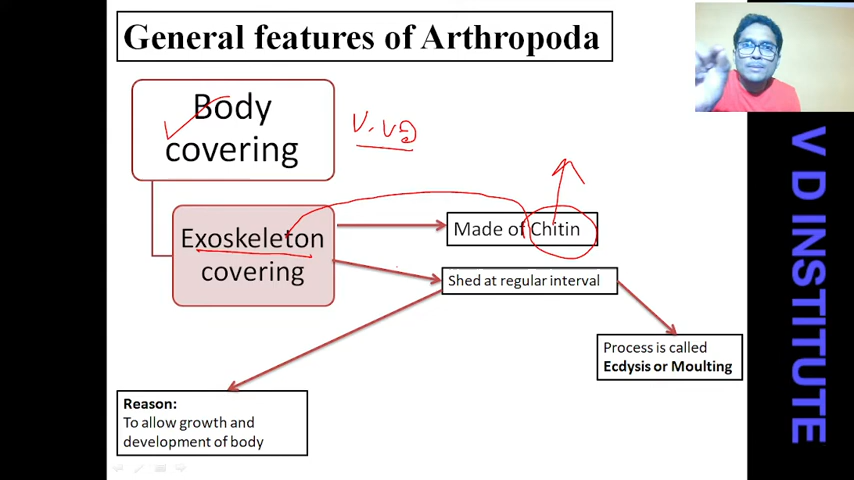 General features of Arthropoda
Body
covering
Exoskeleton
covering
Made of Chitin
Shed at regular interval
Process is called
Ecdysis or Moulting
Reason:
To allow growth and
development of body
V D INSTITUTE